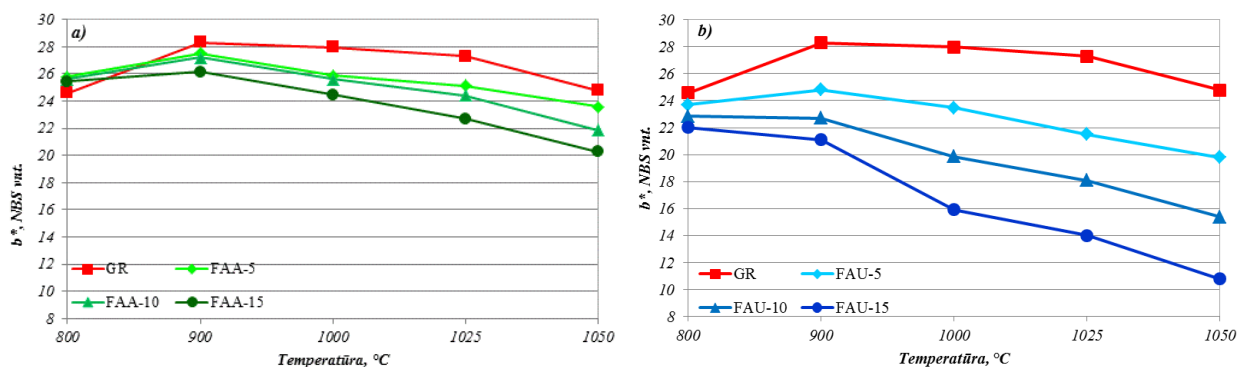 a)
30
28
26
24
22
20
18
16
14
12
10
8
b*, NBS vnt.
GR FAA-5
FAA-10 FAA-15
800 900 1000 1025 1050
Temperatūra, °C
b)
30
28
26
24
22
20
18
16
14
12
10
8
b*, NBS vnt.
GR FAU-5
FAU-10 FAU-15
800 900 1000 1025 1050
Temperatūra, °C